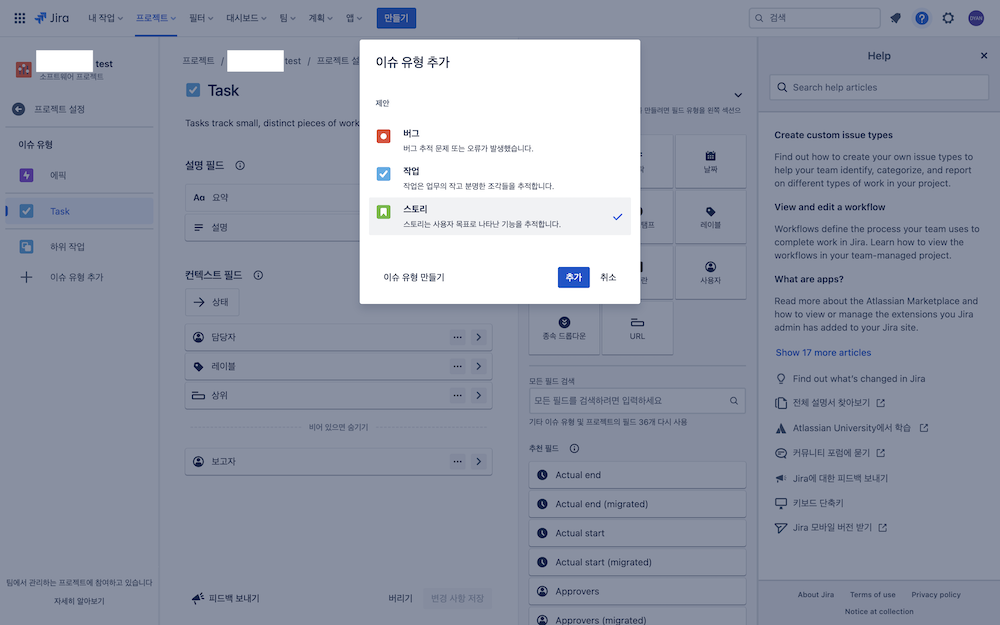 Jira
내 작업
프로젝트
필터
대시보드
팀
계획
앱
만들기
검색
test
소프트웨어 프로젝트
프로젝트 설정
이슈 유형
에픽
Task
하위 작업
이슈 유형 추가
팀에서 관리하는 프로젝트에 참여하고 있습니다
자세히 알아보기
프로젝트 / test / 프로젝트 설
Task
Tasks track small, distinct pieces of work
설명 필드
Aa 요약
설명
컨텍스트 필드
상태
담당자
레이블
상위
비어 있으면 숨기기
보고자
피드백 보내기
버리기
변경 사항 저장
이슈 유형 추가
제안
버그
버그 추적 문제 또는 오류가 발생했습니다.
작업
작업은 업무의 작고 분명한 조각들을 추적합니다.
스토리
스토리는 사용자 목표로 나타난 기능을 추적합니다.
이슈 유형 만들기
추가
취소
만들려면 필드 유형을 왼쪽 섹션으
날짜
레이블
사용자
종속 드롭다운
URL
모든 필드 검색
모든 필드를 검색하려면 입력하세요
기타 이슈 유형 및 프로젝트의 필드 36개 다시 사용
추천 필드
Actual end
Actual end (migrated)
Actual start
Actual start (migrated)
Approvers
Approvers (migrated)
Help
Search help articles
Create custom issue types
Find out how to create your own issue types to
help your team identify, categorize, and report
on different types of work in your project.
View and edit a workflow
Workflows define the process your team uses to
complete work in Jira. Learn how to view the
workflows in your team-managed project.
What are apps?
Read more about the Atlassian Marketplace and
how to view or manage the extensions you Jira
admin has added to your Jira site.
Show 17 more articles
Find out what's changed in Jira
전체 설명서 찾아보기
Atlassian University에서 학습
커뮤니티 포럼에 묻기
Jira에 대한 피드백 보내기
키보드 단축키
Jira 모바일 버전 받기
About Jira
Terms of use
Privacy policy
Notice at collection